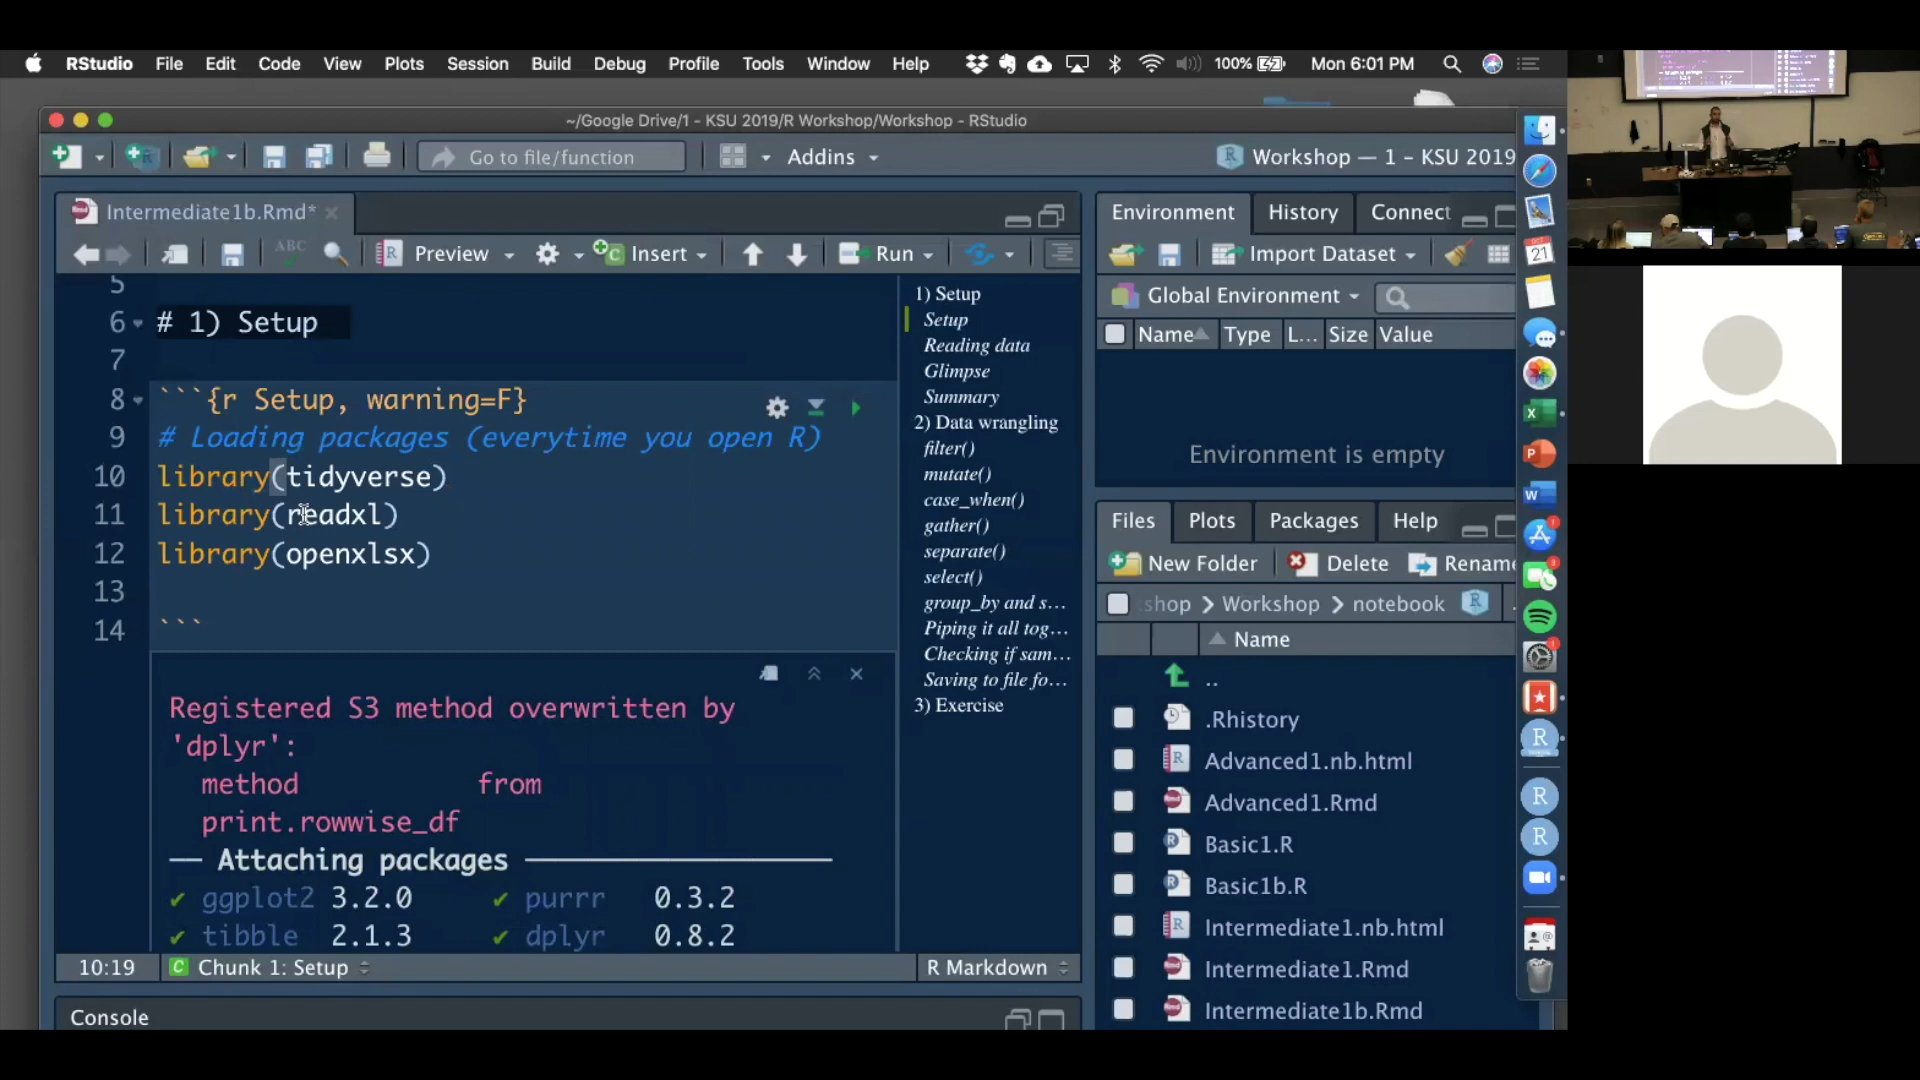 RStudio File Edit Code View Plots Session Build Debug Profile Tools Window Help 100% Mon 6:01 PM
~/Google Drive/1 - KSU 2019/R Workshop/Workshop - RStudio
Go to file/function Addins Workshop — 1 - KSU 2019
Intermediate1b.Rmd*
ABC Preview Insert Run
5
6 # 1) Setup
7
8 ```{r Setup, warning=F}
9 # Loading packages (everytime you open R)
10 library(tidyverse)
11 library(readxl)
12 library(openxlsx)
13
14 ```
Registered S3 method overwritten by
'dplyr':
method from
print.rowwise_df
── Attaching packages ──
✔ ggplot2 3.2.0 ✔ purrr 0.3.2
✔ tibble 2.1.3 ✔ dplyr 0.8.2
10:19 Chunk 1: Setup R Markdown
Console
1) Setup
Setup
Reading data
Glimpse
Summary
2) Data wrangling
filter()
mutate()
case_when()
gather()
separate()
select()
group_by and s...
Piping it all tog...
Checking if sam...
Saving to file fo...
3) Exercise
Environment History Connect
Import Dataset
Global Environment
Name Type L... Size Value
Environment is empty
Files Plots Packages Help
New Folder Delete Rename
shop > Workshop > notebook
Name
..
.Rhistory
Advanced1.nb.html
Advanced1.Rmd
Basic1.R
Basic1b.R
Intermediate1.nb.html
Intermediate1.Rmd
Intermediate1b.Rmd
OCT
21